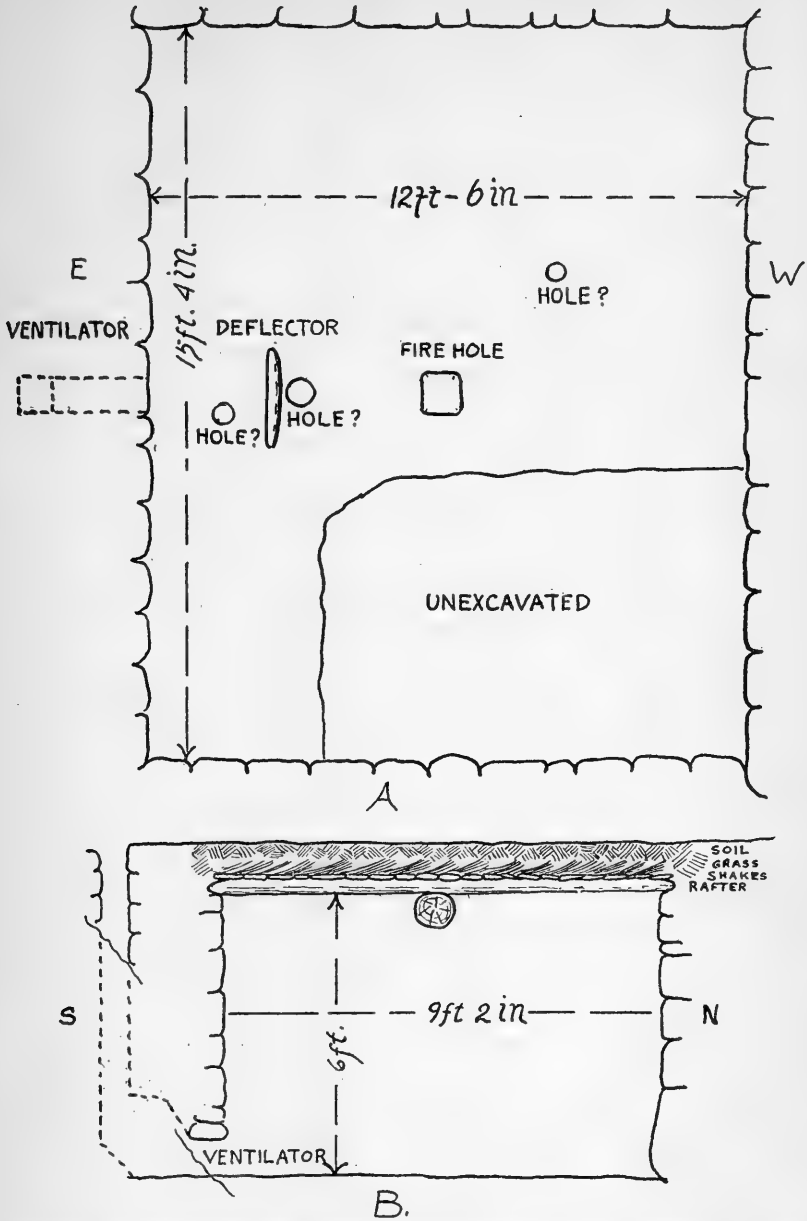 12ft-6in
15ft. 4in.
E
W
HOLE?
VENTILATOR
DEFLECTOR
FIRE HOLE
HOLE?
HOLE?
UNEXCAVATED
A
SOIL
GRASS
SHAKES
RAFTER
S
9ft 2in
N
6ft.
VENTILATOR
B.